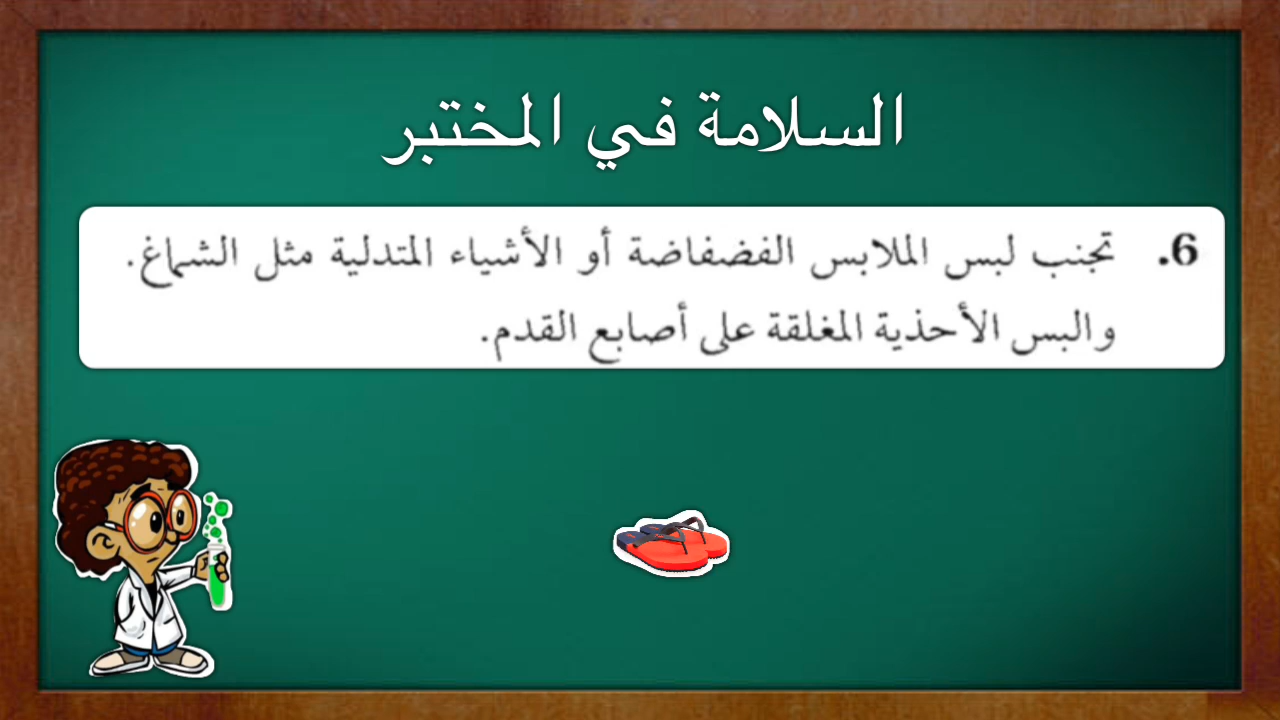 السلامة في المختبر
6. تجنب لبس الملابس الفضفاضة أو الأشياء المتدلية مثل الشماغ.
والبس الأحذية المغلقة على أصابع القدم.